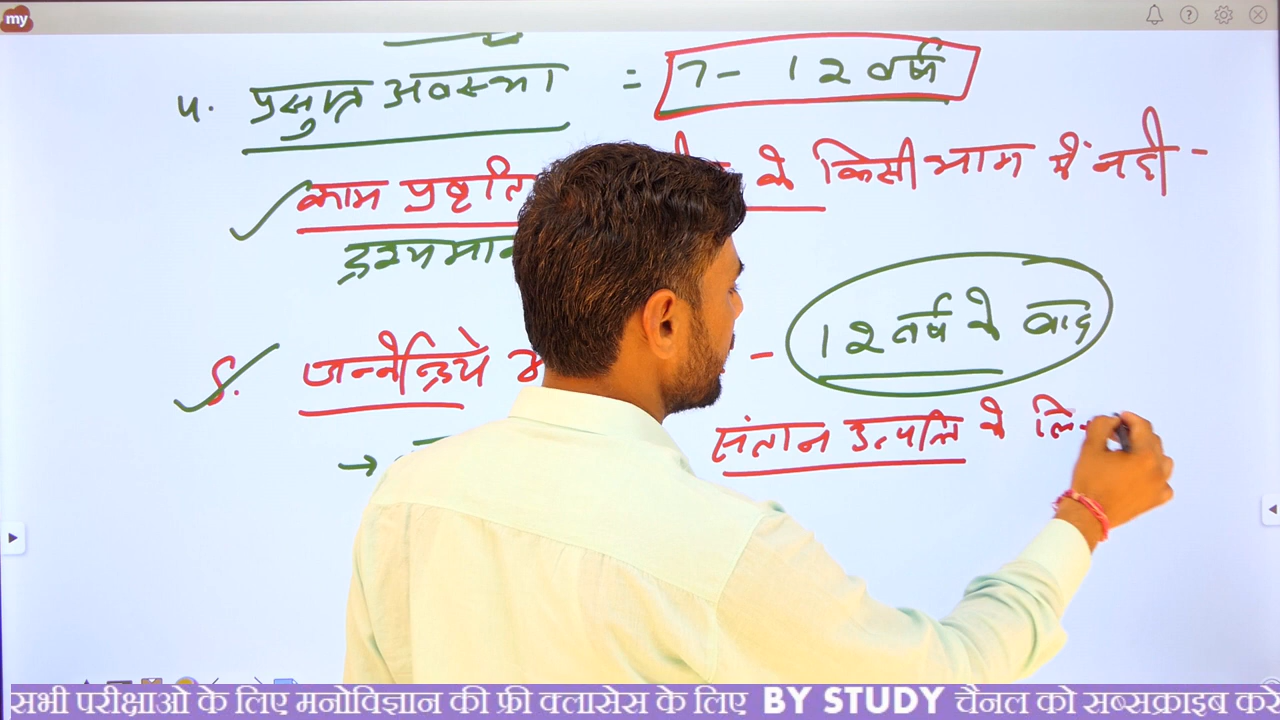 my
4. प्रसुप्त अवस्था = 7 - 12 वर्ष
काम प्रवृति के किसी भाग में नही -
5. जन्नेन्द्रिये - 12 वर्ष के बाद
→ संतान उत्पति के लि
सभी परीक्षाओ के लिए मनोविज्ञान की फ्री क्लासेस के लिए BY STUDY चैनल को सब्सक्राइब करे